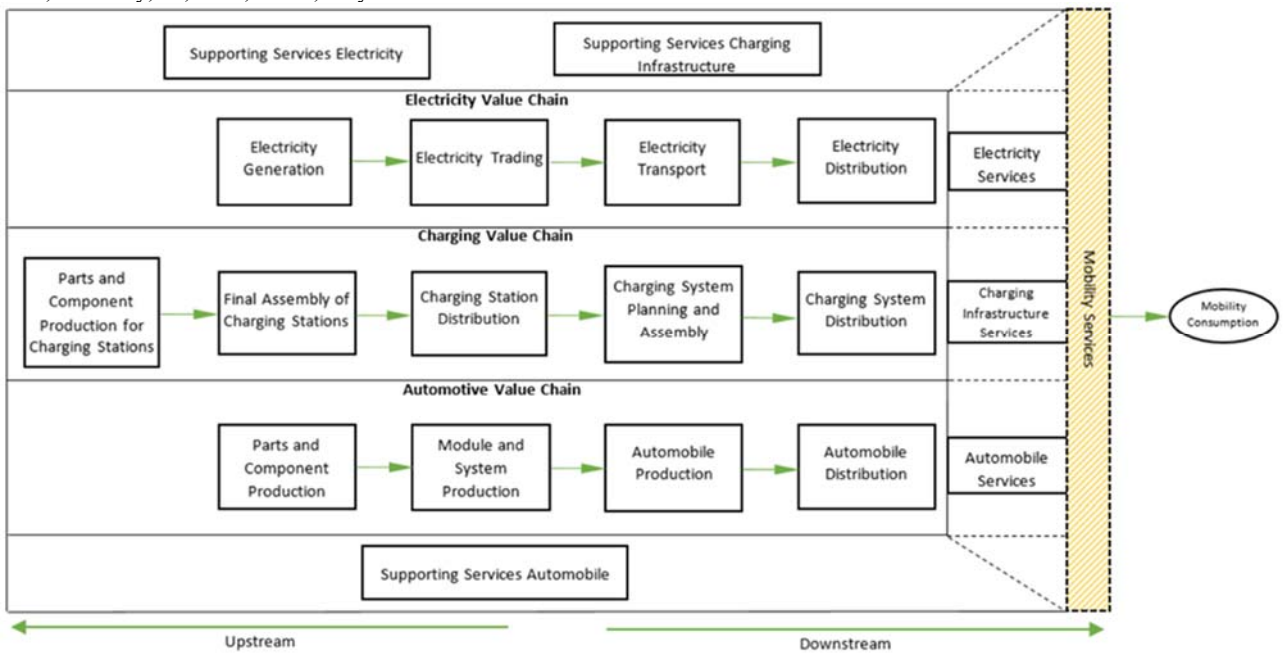 Supporting Services Electricity
Supporting Services Charging
Infrastructure
Electricity Value Chain
Electricity
Generation
Electricity Trading
Electricity
Transport
Electricity
Distribution
Electricity
Services
Charging Value Chain
Parts and
Component
Production for
Charging Stations
Final Assembly of
Charging Stations
Charging Station
Distribution
Charging System
Planning and
Assembly
Charging System
Distribution
Charging
Infrastructure
Services
Mobility Services
Mobility
Consumption
Automotive Value Chain
Parts and
Component
Production
Module and
System
Production
Automobile
Production
Automobile
Distribution
Automobile
Services
Supporting Services Automobile
Upstream
Downstream